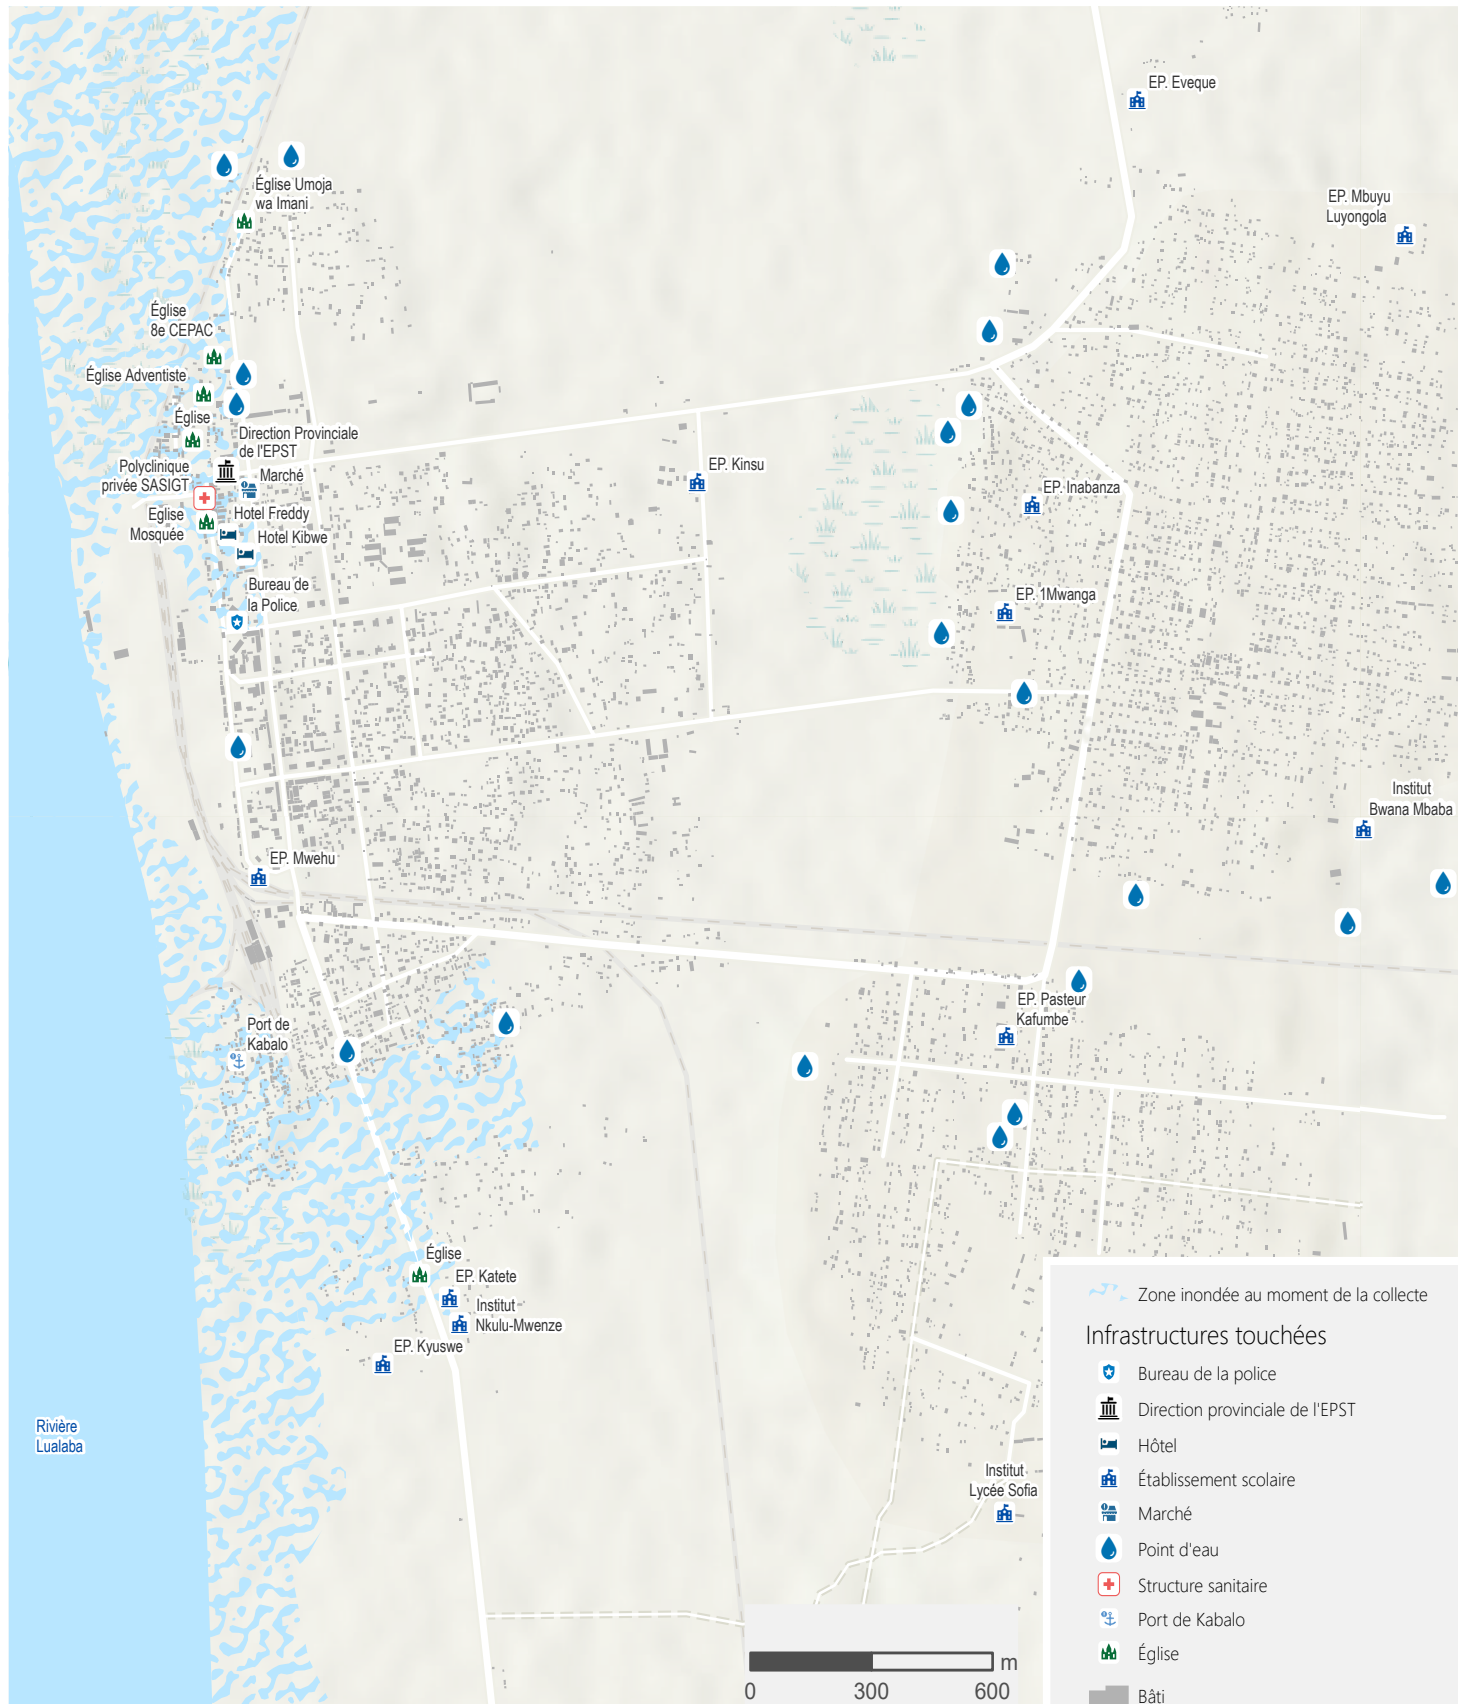 EP. Eveque
Église Umoja
wa Imani
EP. Mbuyu
Luyongola
Église
8e CEPAC
Église Adventiste
Église
Direction Provinciale
de l'EPST
Polyclinique
privée SASIGT
Marché
EP. Kinsu
EP. Inabanza
Eglise
Mosquée
Hotel Freddy
Hotel Kibwe
Bureau de
la Police
EP. 1Mwanga
Institut
Bwana Mbaba
EP. Mwehu
Port de
Kabalo
EP. Pasteur
Kafumbe
Église
EP. Katete
Institut
Nkulu-Mwenze
EP. Kyuswe
Rivière
Lualaba
Institut
Lycée Sofia
Zone inondée au moment de la collecte
Infrastructures touchées
Bureau de la police
Direction provinciale de l'EPST
Hôtel
Établissement scolaire
Marché
Point d'eau
Structure sanitaire
Port de Kabalo
Église
Bâti
m
0 300 600